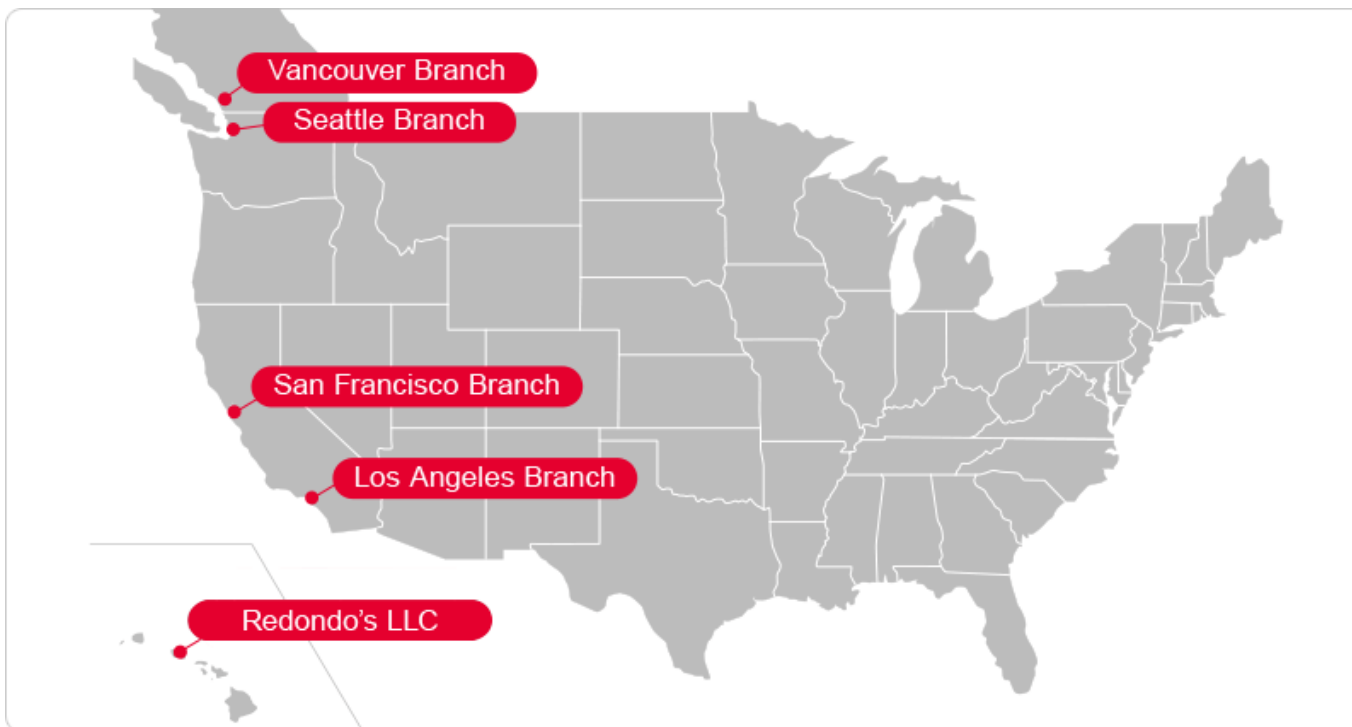 Vancouver Branch
Seattle Branch
San Francisco Branch
Los Angeles Branch
Redondo’s LLC